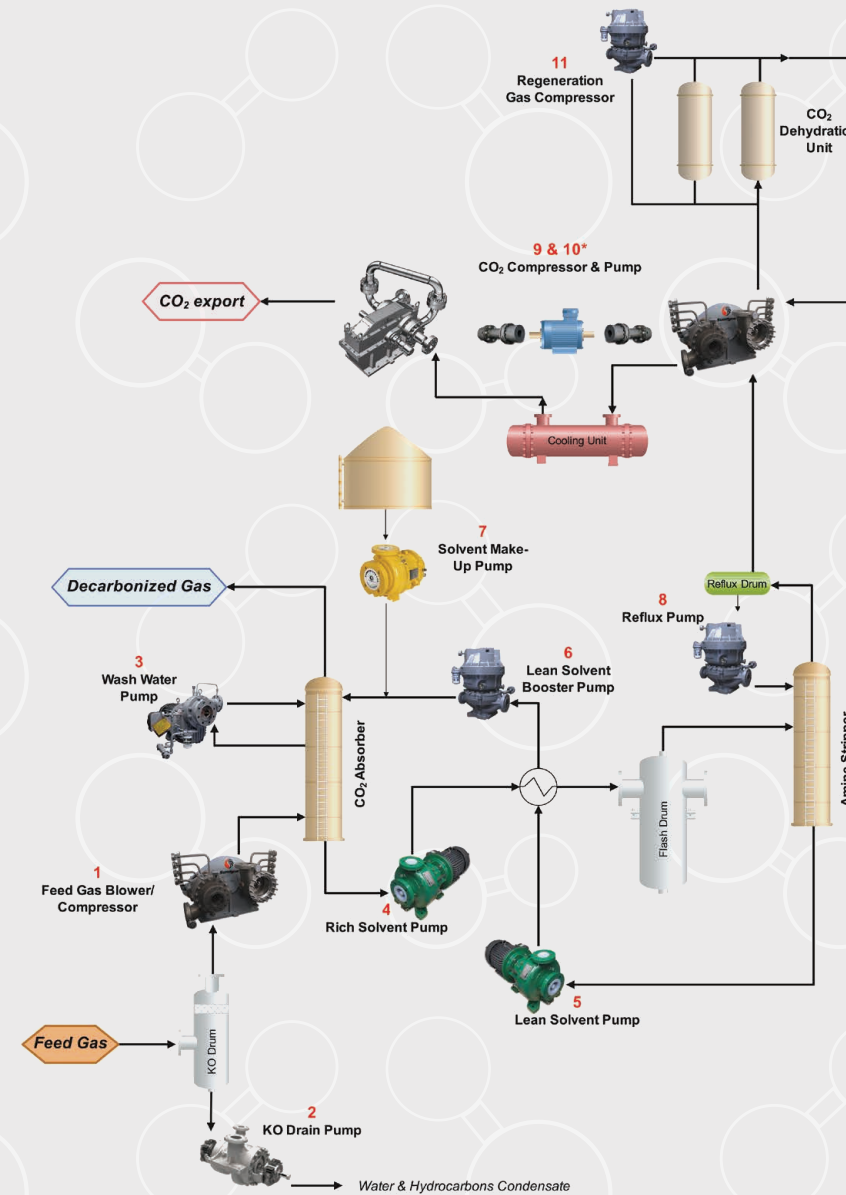 11
Regeneration
Gas Compressor
CO₂
Dehydratio
Unit
9 & 10*
CO₂ Compressor & Pump
CO₂ export
Cooling Unit
7
Solvent Make-
Up Pump
Decarbonized Gas
Reflux Drum
8
Reflux Pump
3
Wash Water
Pump
6
Lean Solvent
Booster Pump
CO₂ Absorber
Amine Stripper
Flash Drum
1
Feed Gas Blower/
Compressor
4
Rich Solvent Pump
5
Lean Solvent Pump
Feed Gas
KO Drum
2
KO Drain Pump
Water & Hydrocarbons Condensate